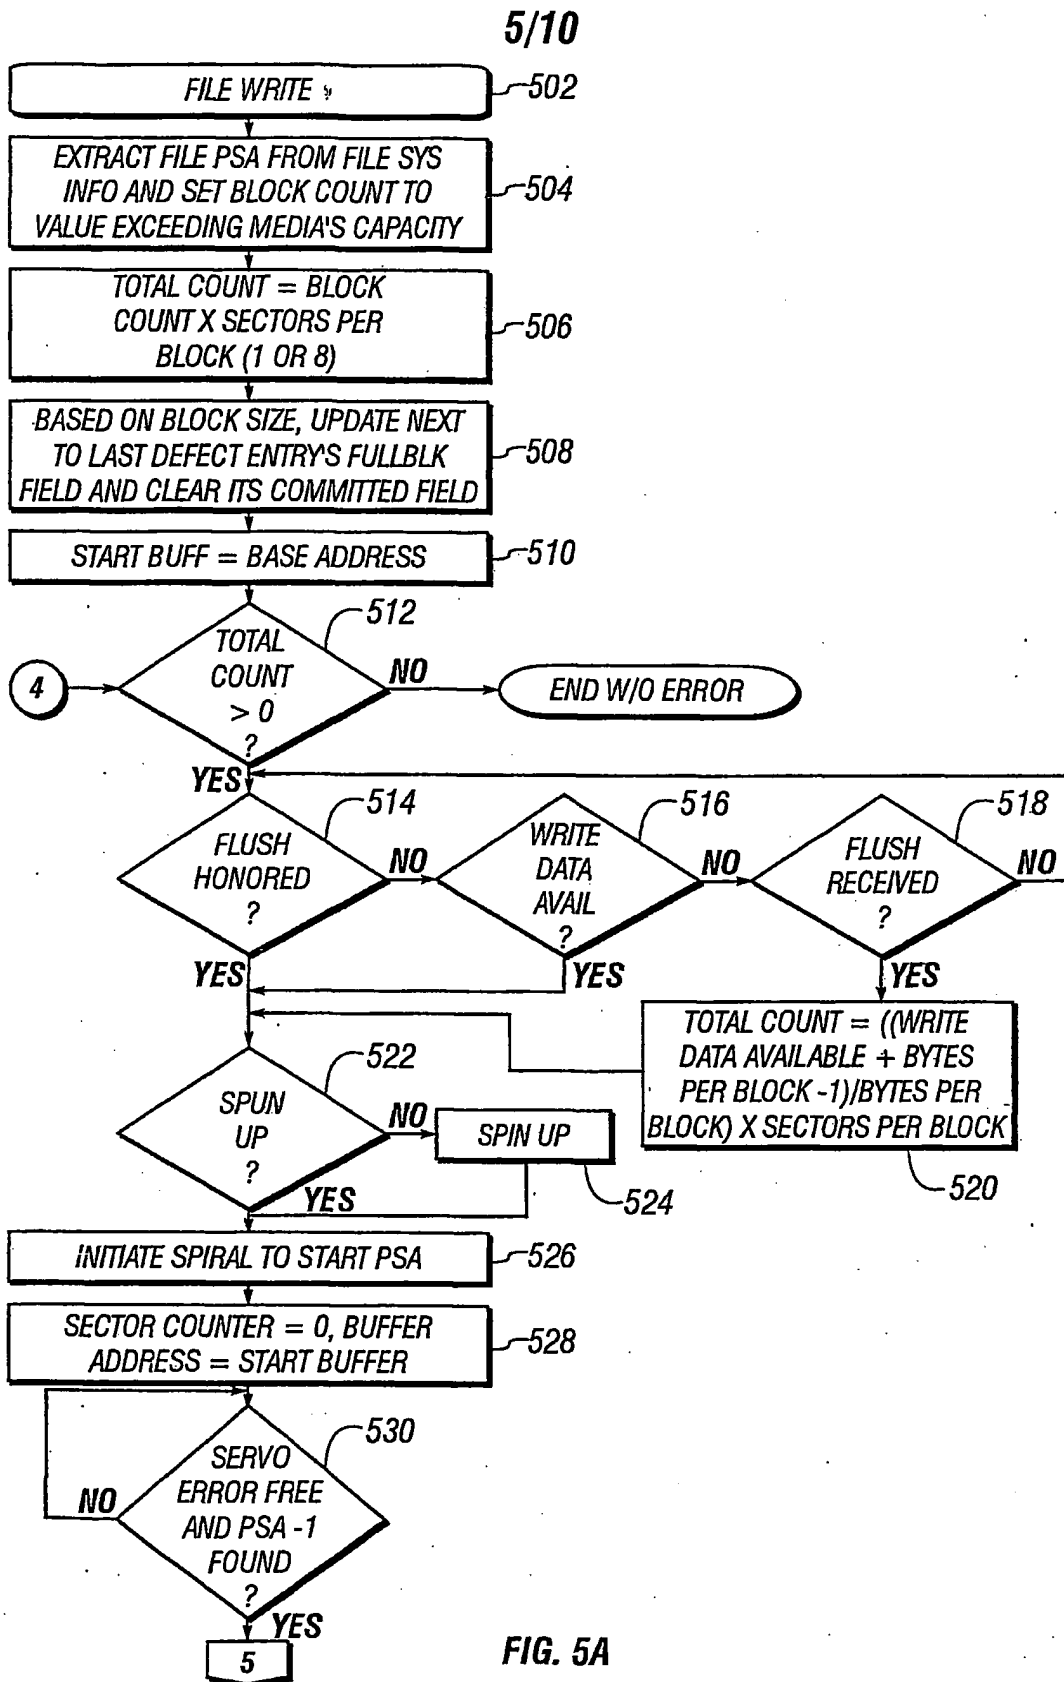 5/10
FILE WRITE
502
EXTRACT FILE PSA FROM FILE SYS
INFO AND SET BLOCK COUNT TO
VALUE EXCEEDING MEDIA'S CAPACITY
504
TOTAL COUNT = BLOCK
COUNT X SECTORS PER
BLOCK (1 OR 8)
506
BASED ON BLOCK SIZE, UPDATE NEXT
TO LAST DEFECT ENTRY'S FULLBLK
FIELD AND CLEAR ITS COMMITTED FIELD
508
START BUFF = BASE ADDRESS
510
512
TOTAL
COUNT
> 0
?
4
NO
END W/O ERROR
YES
514
FLUSH
HONORED
?
NO
YES
516
WRITE
DATA
AVAIL
?
NO
YES
518
FLUSH
RECEIVED
?
NO
YES
TOTAL COUNT = ((WRITE
DATA AVAILABLE + BYTES
PER BLOCK -1)/BYTES PER
BLOCK) X SECTORS PER BLOCK
520
522
SPUN
UP
?
NO
SPIN UP
524
YES
INITIATE SPIRAL TO START PSA
526
SECTOR COUNTER = 0, BUFFER
ADDRESS = START BUFFER
528
530
SERVO
ERROR FREE
AND PSA -1
FOUND
?
NO
YES
5
FIG. 5A